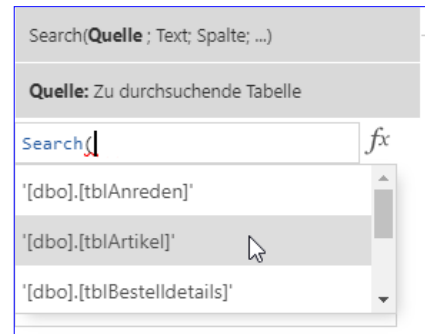 Search(Quelle ; Text; Spalte; ...)
Quelle: Zu durchsuchende Tabelle
Search( fx
'[dbo].[tblAnreden]'
'[dbo].[tblArtikel]'
'[dbo].[tblBestelldetails]'